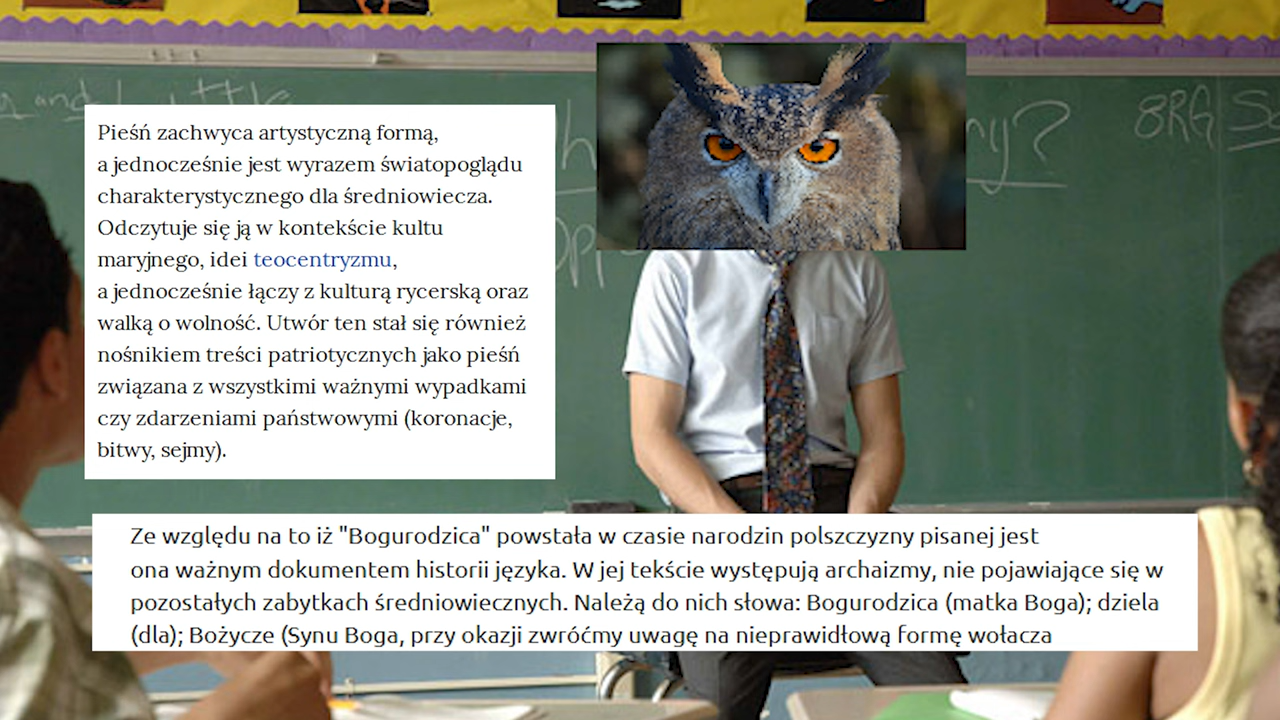 Pieśń zachwyca artystyczną formą,
a jednocześnie jest wyrazem światopoglądu
charakterystycznego dla średniowiecza.
Odczytuje się ją w kontekście kultu
maryjnego, idei teocentryzmu,
a jednocześnie łączy z kulturą rycerską oraz
walką o wolność. Utwór ten stał się również
nośnikiem treści patriotycznych jako pieśń
związana z wszystkimi ważnymi wypadkami
czy zdarzeniami państwowymi (koronacje,
bitwy, sejmy).
Ze względu na to iż "Bogurodzica" powstała w czasie narodzin polszczyzny pisanej jest
ona ważnym dokumentem historii języka. W jej tekście występują archaizmy, nie pojawiające się w
pozostałych zabytkach średniowiecznych. Należą do nich słowa: Bogurodzica (matka Boga); dziela
(dla); Bożycze (Synu Boga, przy okazji zwróćmy uwagę na nieprawidłową formę wołacza